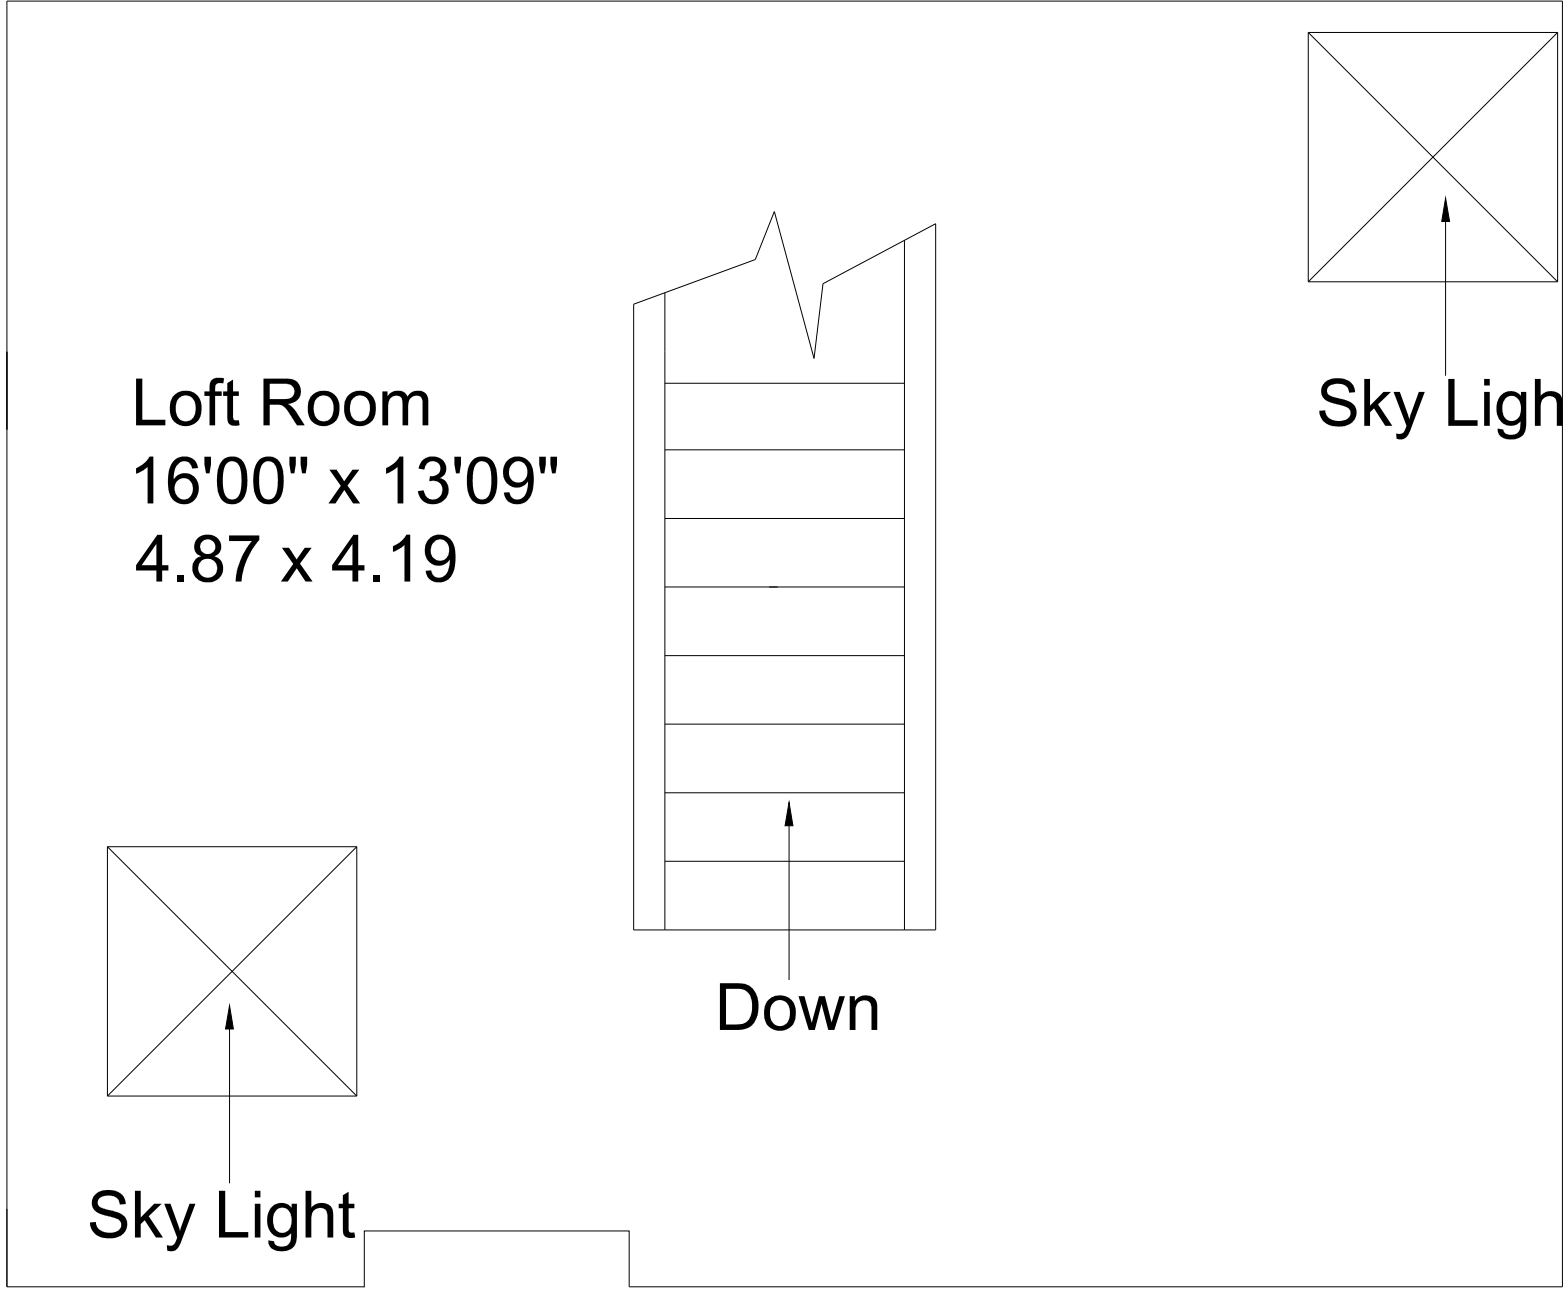 Loft Room
16'00" x 13'09"
4.87 x 4.19
Sky Ligh
Down
Sky Light